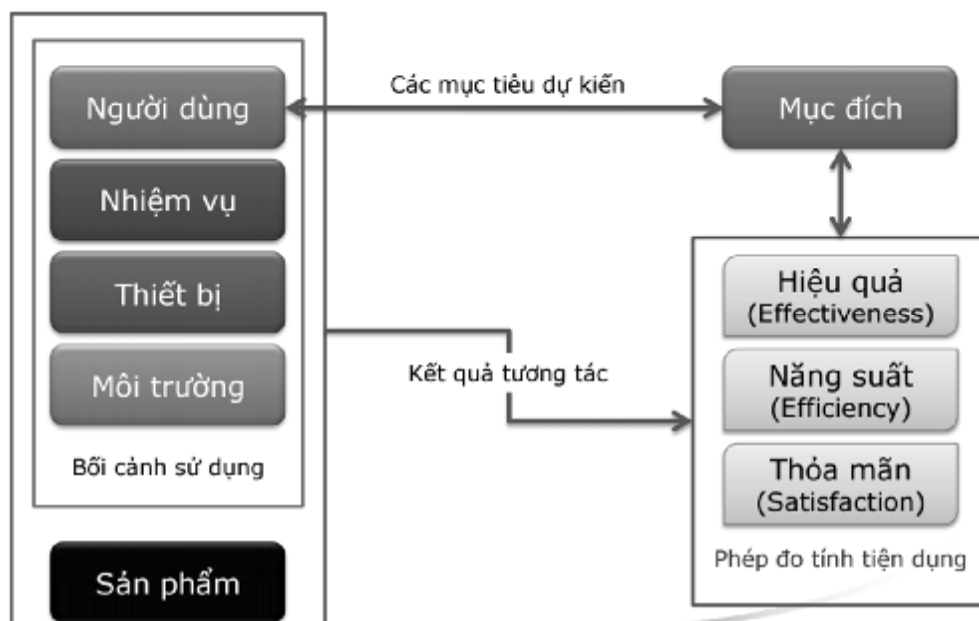 Người dùng
Các mục tiêu dự kiến
Mục đích
Nhiệm vụ
Thiết bị
Môi trường
Bối cảnh sử dụng
Sản phẩm
Kết quả tương tác
Hiệu quả
(Effectiveness)
Năng suất
(Efficiency)
Thỏa mãn
(Satisfaction)
Phép đo tính tiện dụng